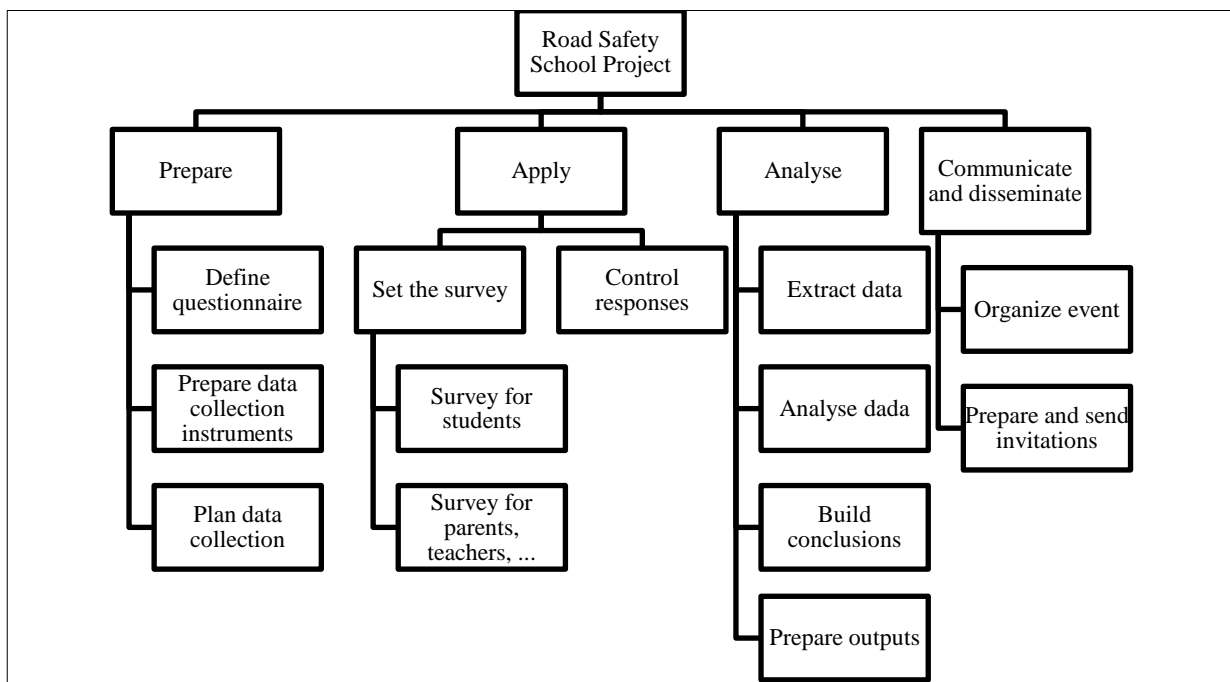 Road Safety
School Project
Prepare
Apply
Analyse
Communicate
and disseminate
Define
questionnaire
Prepare data
collection
instruments
Plan data
collection
Set the survey
Control
responses
Survey for
students
Survey for
parents,
teachers, ...
Extract data
Analyse dada
Build
conclusions
Prepare outputs
Organize event
Prepare and send
invitations